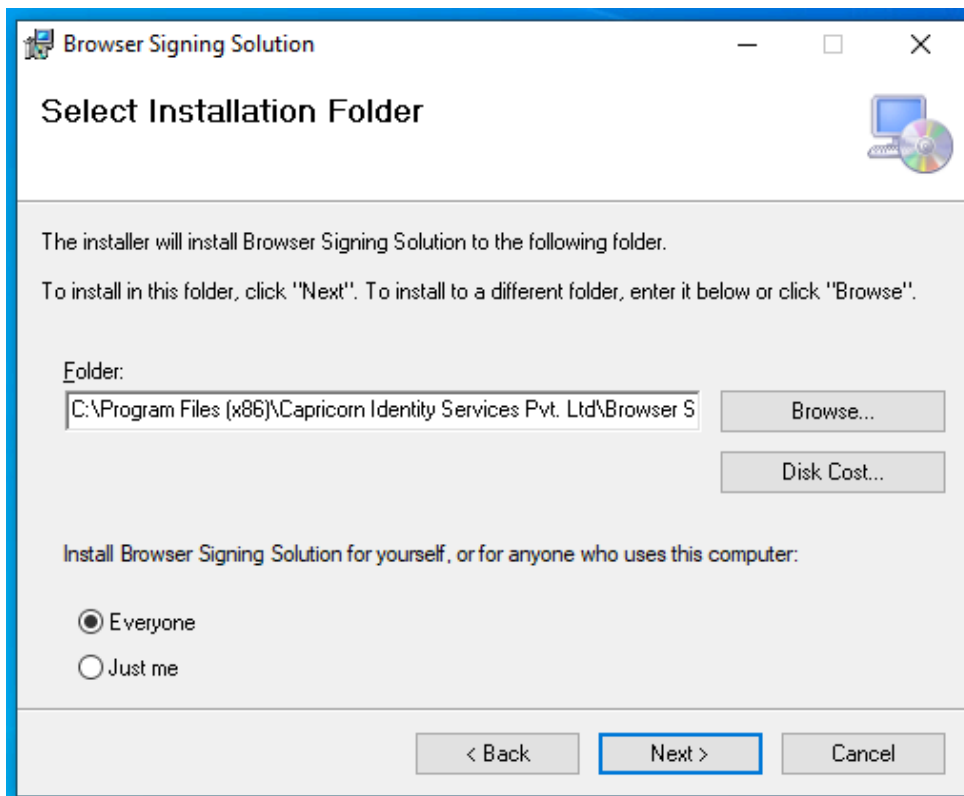 Browser Signing Solution
Select Installation Folder
The installer will install Browser Signing Solution to the following folder.
To install in this folder, click "Next". To install to a different folder, enter it below or click "Browse".
Folder:
C:\Program Files (x86)\Capricorn Identity Services Pvt. Ltd\Browser S
Browse...
Disk Cost...
Install Browser Signing Solution for yourself, or for anyone who uses this computer:
Everyone
Just me
< Back
Next >
Cancel